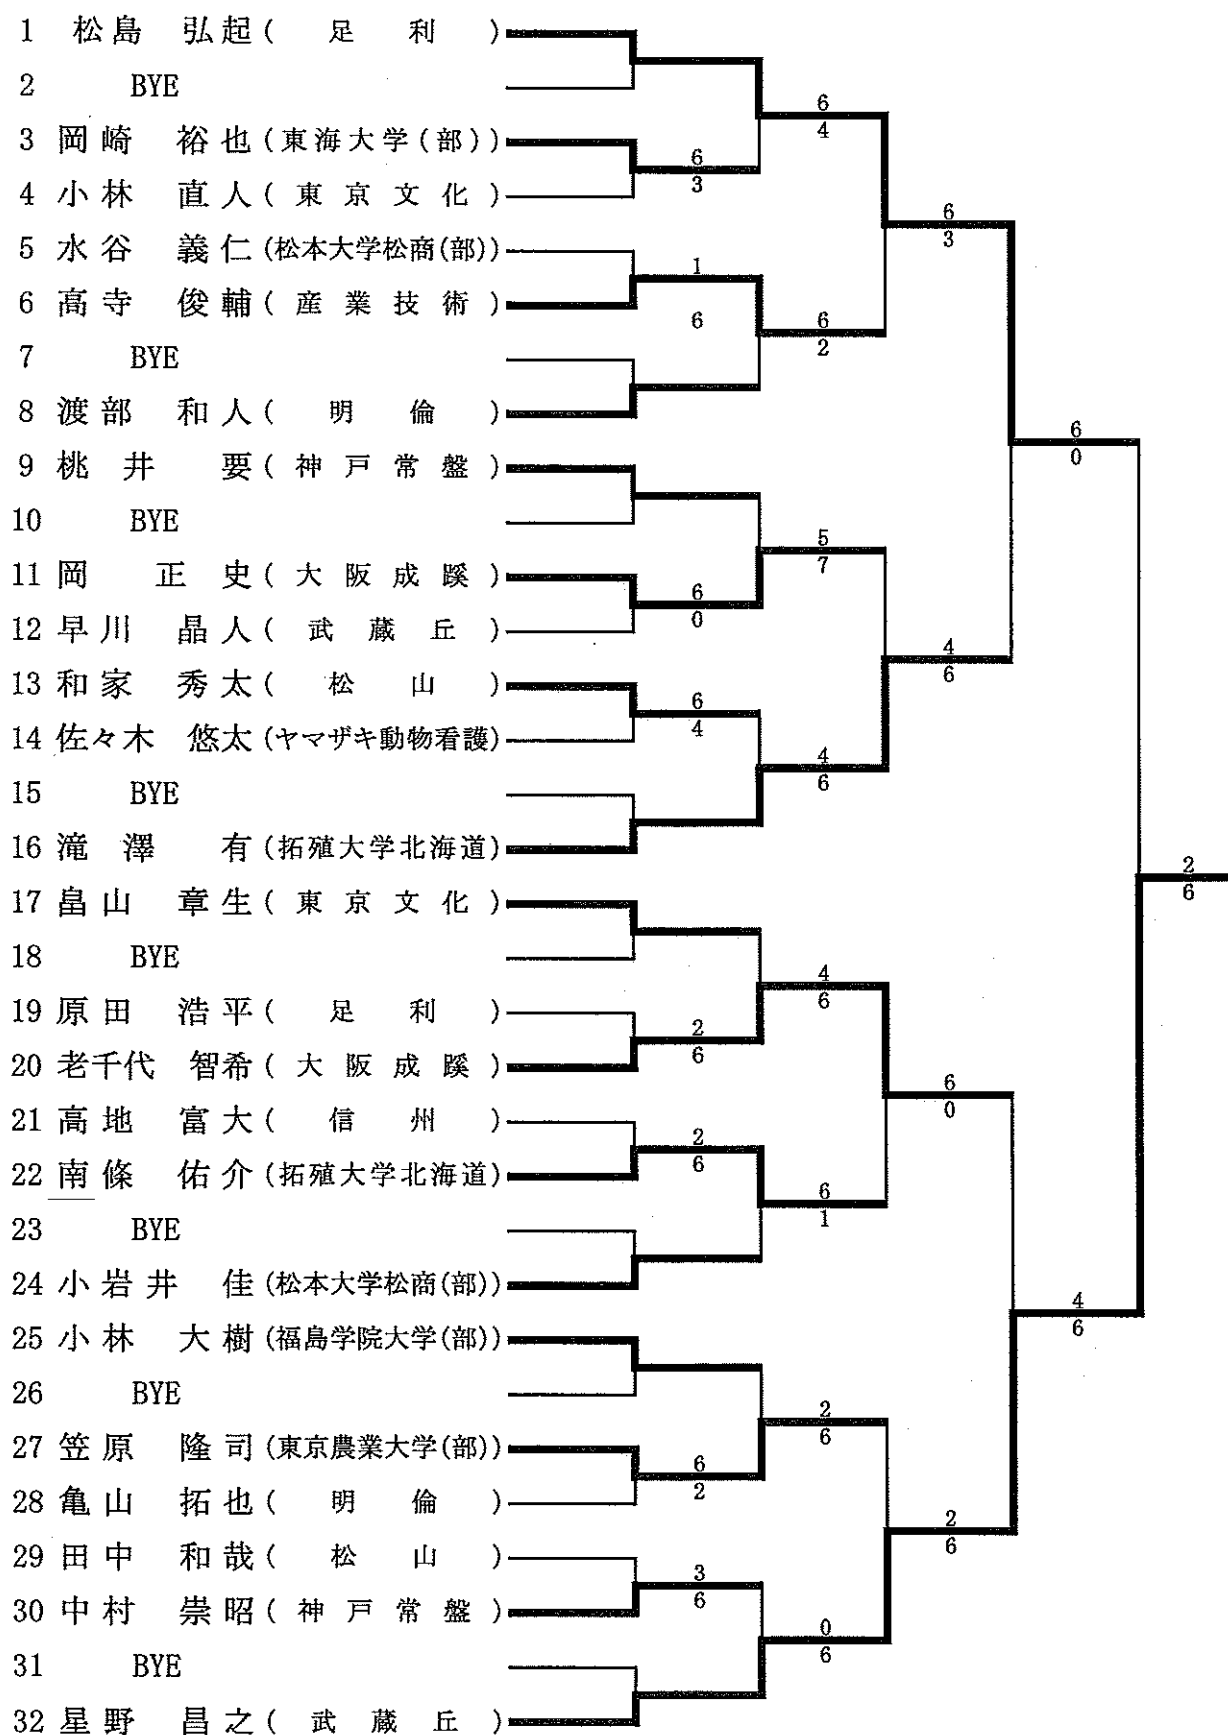 1 松島 弘起 ( 足 利 )
2 BYE
6
4
3 岡崎 裕也 (東海大学(部))
6
3
4 小林 直人 ( 東京文化 )
6
3
5 水谷 義仁 (松本大学松商(部))
1
6
6 高寺 俊輔 ( 産業技術 )
6
2
7 BYE
8 渡部 和人 ( 明 倫 )
6
0
9 桃井 要 ( 神戸常盤 )
10 BYE
5
7
11 岡 正史 ( 大阪成蹊 )
6
0
12 早川 晶人 ( 武蔵丘 )
4
6
13 和家 秀太 ( 松 山 )
6
4
14 佐々木 悠太 (ヤマザキ動物看護)
4
6
15 BYE
16 滝澤 有 (拓殖大学北海道)
2
6
17 畠山 章生 ( 東京文化 )
18 BYE
4
6
19 原田 浩平 ( 足 利 )
2
6
20 老千代 智希 ( 大阪成蹊 )
6
0
21 高地 富大 ( 信 州 )
2
6
22 南條 佑介 (拓殖大学北海道)
6
1
23 BYE
24 小岩井 佳 (松本大学松商(部))
4
6
25 小林 大樹 (福島学院大学(部))
26 BYE
2
6
27 笠原 隆司 (東京農業大学(部))
6
2
28 亀山 拓也 ( 明 倫 )
2
6
29 田中 和哉 ( 松 山 )
3
6
30 中村 崇昭 ( 神戸常盤 )
0
6
31 BYE
32 星野 昌之 ( 武蔵丘 )